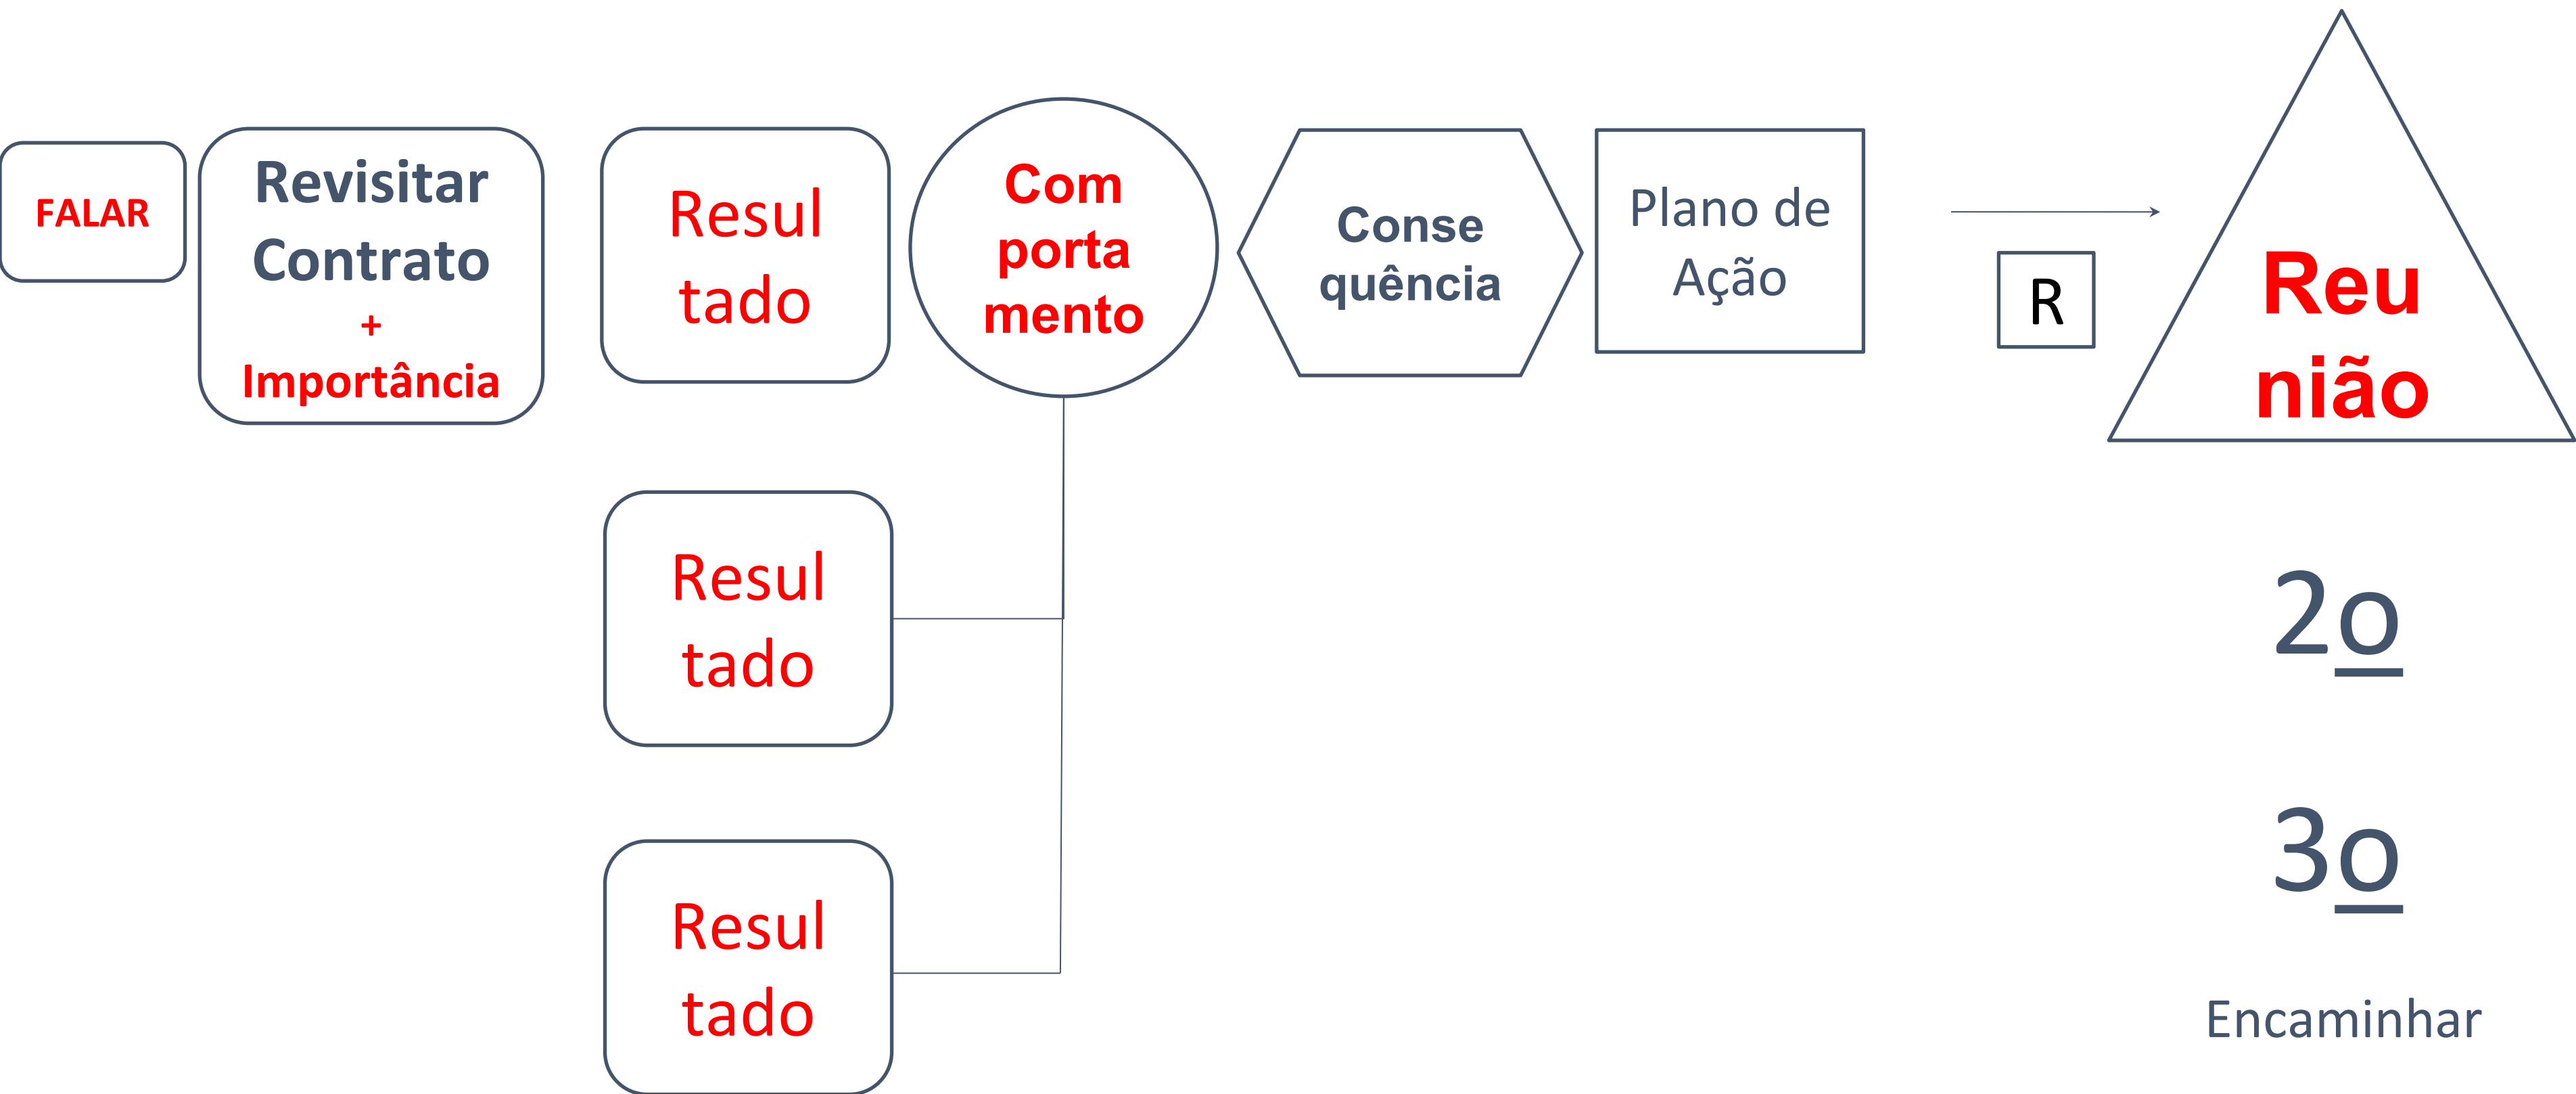 FALAR
Revisitar
Contrato
+
Importância
Resul
tado
Com
porta
mento
Conse
quência
Plano de
Ação
R
Reu
nião
Resul
tado
2o
Resul
tado
3o
Encaminhar